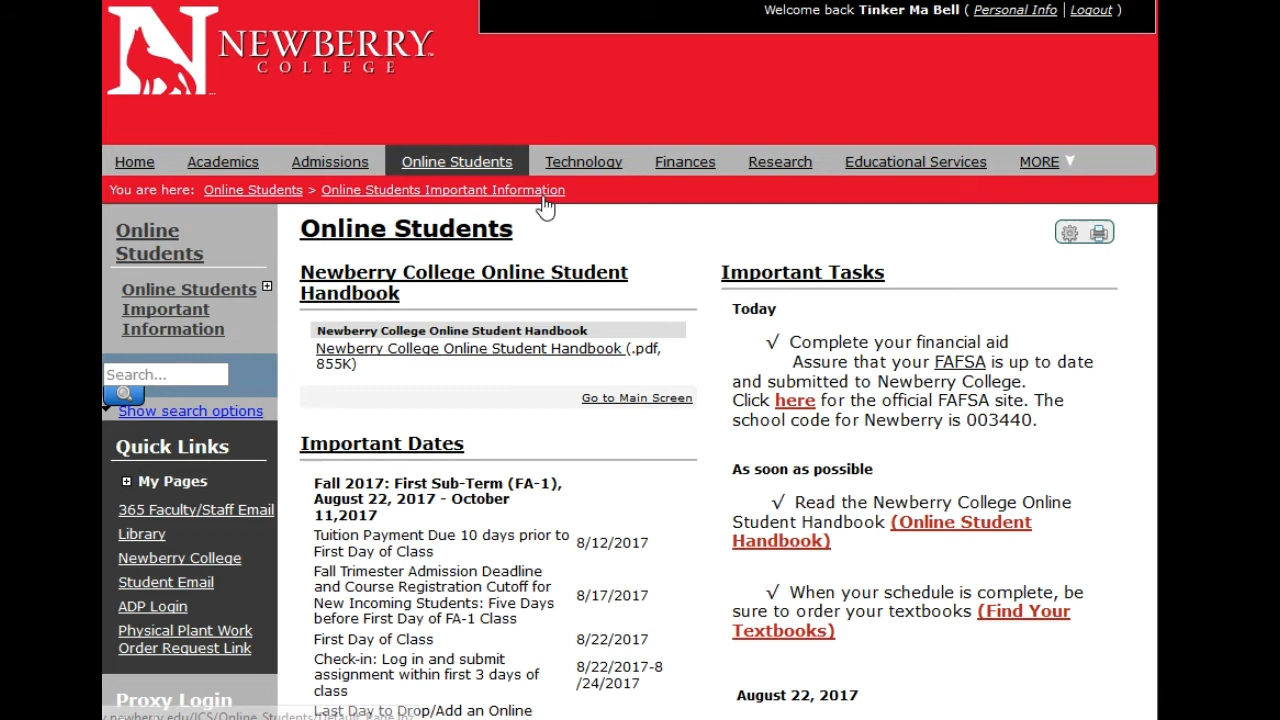 Welcome back Tinker Ma Bell ( Personal Info | Logout )
N NEWBERRY
COLLEGE
Home Academics Admissions Online Students Technology Finances Research Educational Services MORE
You are here: Online Students > Online Students Important Information
Online
Students
Online Students
Important
Information
Search...
Show search options
Quick Links
My Pages
365 Faculty/Staff Email
Library
Newberry College
Student Email
ADP Login
Physical Plant Work
Order Request Link
Proxy Login
Online Students
Newberry College Online Student
Handbook
Newberry College Online Student Handbook
Newberry College Online Student Handbook (.pdf,
855K)
Go to Main Screen
Important Dates
Fall 2017: First Sub-Term (FA-1),
August 22, 2017 - October
11,2017
Tuition Payment Due 10 days prior to
First Day of Class
8/12/2017
Fall Trimester Admission Deadline
and Course Registration Cutoff for
New Incoming Students: Five Days
before First Day of FA-1 Class
8/17/2017
First Day of Class 8/22/2017
Check-in: Log in and submit
assignment within first 3 days of
class
8/22/2017-8
/24/2017
Last Day to Drop/Add an Online
Important Tasks
Today
√ Complete your financial aid
Assure that your FAFSA is up to date
and submitted to Newberry College.
Click here for the official FAFSA site. The
school code for Newberry is 003440.
As soon as possible
√ Read the Newberry College Online
Student Handbook (Online Student
Handbook)
√ When your schedule is complete, be
sure to order your textbooks (Find Your
Textbooks)
August 22, 2017